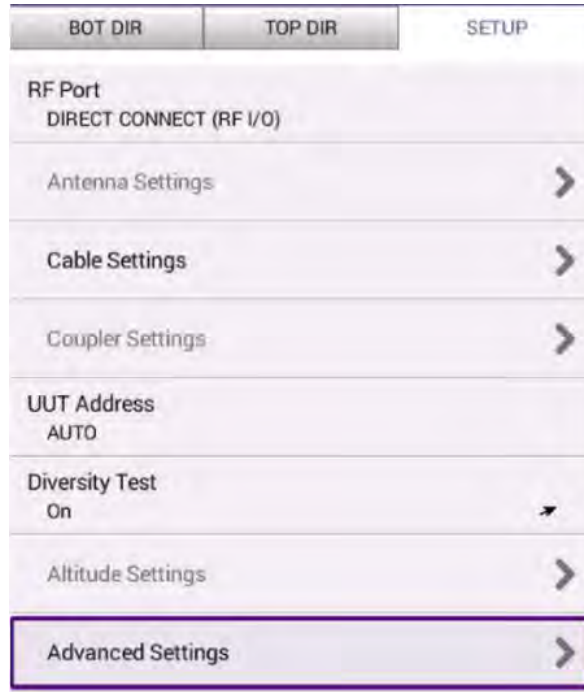 BOT DIR TOP DIR SETUP
RF Port
DIRECT CONNECT (RF I/O)
Antenna Settings
Cable Settings
Coupler Settings
UUT Address
AUTO
Diversity Test
On
Altitude Settings
Advanced Settings